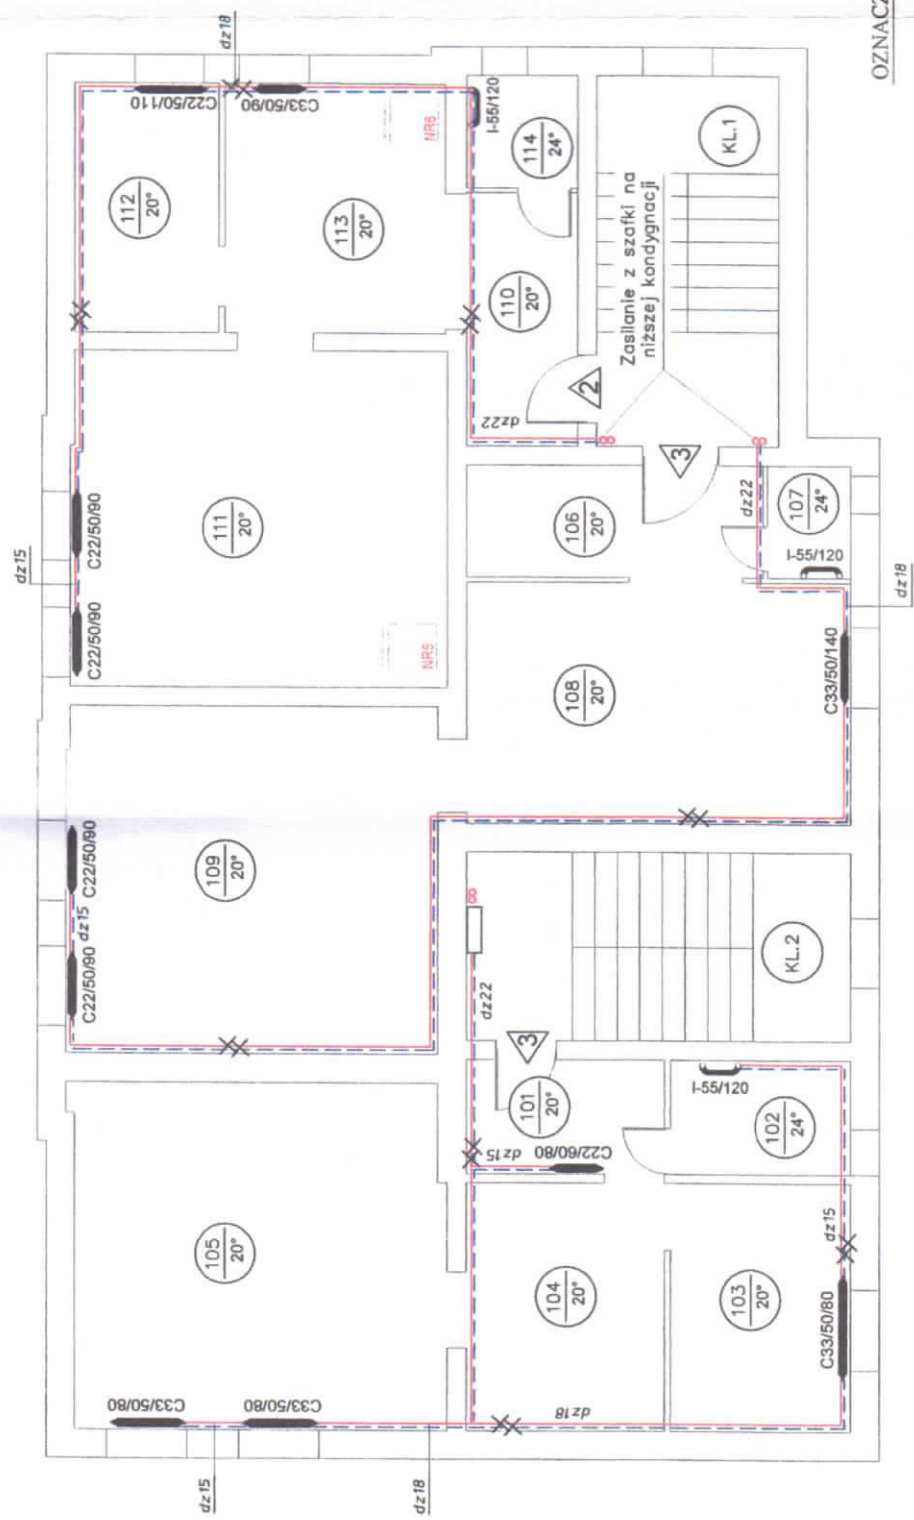 OZNACZ
dz18
C22/50/110
C33/50/90
NR6
I-55/120
112
20°
113
20°
114
24°
KL.1
110
20°
Zasilanie z szafki na
niższej kondygnacji
2
dz22
3
dz15
C22/50/90
C22/50/90
111
20°
NR6
106
20°
dz22
107
24°
I-55/120
dz18
108
20°
C33/50/140
C22/50/90
dz15
C22/50/90
109
20°
KL.2
dz22
3
101
20°
dz15
C22/60/80
I-55/120
102
24°
dz15
105
20°
104
20°
103
20°
C33/50/80
C33/50/80
C33/50/80
dz18
dz15
dz18